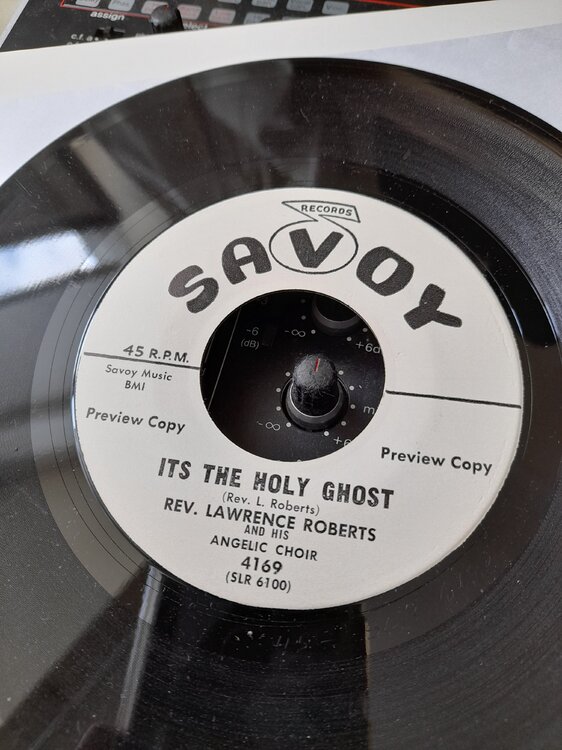 assign
RECORDS
SAVOY
45 R.P.M.
Savoy Music
BMI
Preview Copy
Preview Copy
-6
(dB)
-∞
-∞
-∞
ITS THE HOLY GHOST
(Rev. L. Roberts)
REV. LAWRENCE ROBERTS
AND HIS
ANGELIC CHOIR
4169
(SLR 6100)